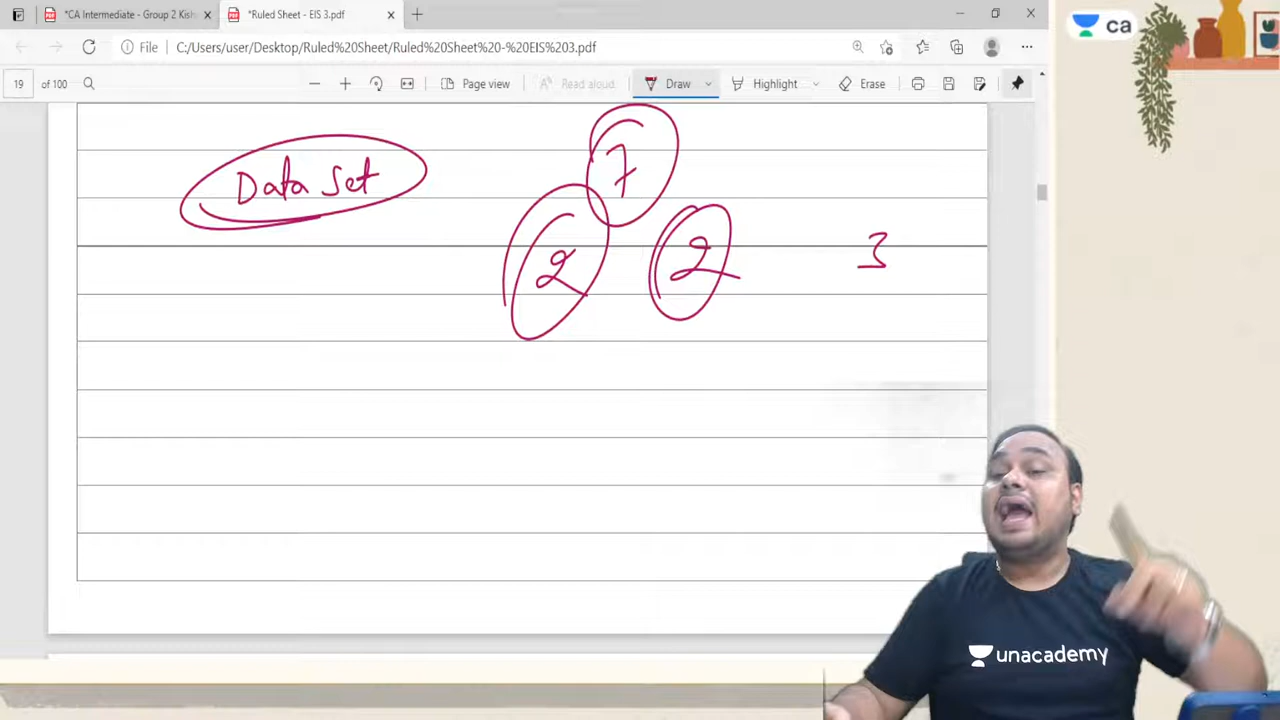 *CA Intermediate - Group 2 Kish
*Ruled Sheet - EIS 3.pdf
File
C:/Users/user/Desktop/Ruled%20Sheet/Ruled%20Sheet%20-%20EIS%203.pdf
19 of 100
Page view
Read aloud
Draw
Highlight
Erase
ca
Data Set
7
2 2 3
unacademy